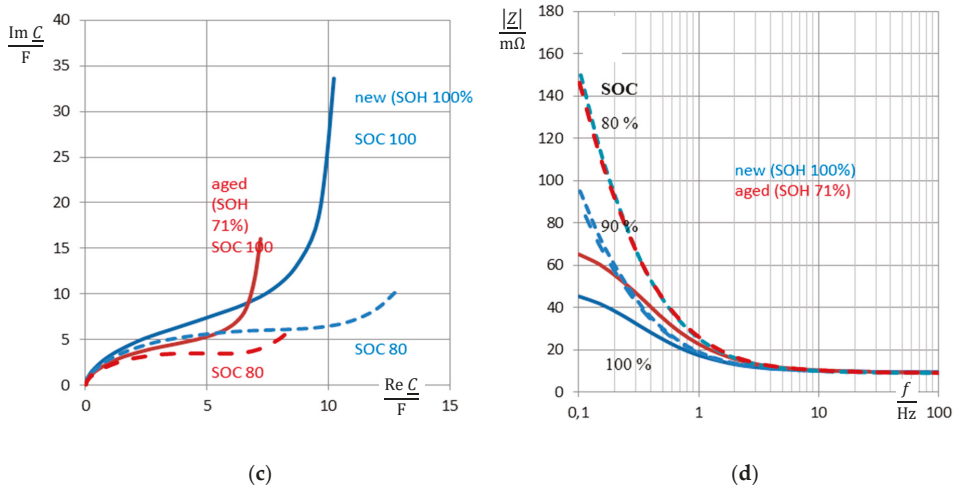 Im C
F
40
35
30
25
20
15
10
5
0
new (SOH 100%
SOC 100
aged
(SOH
71%)
SOC 100
SOC 80
SOC 80
0
5
10
15
Re C
F
(c)
|Z|
mΩ
180
160
140
120
100
80
60
40
20
0
SOC
80 %
new (SOH 100%)
aged (SOH 71%)
90 %
100 %
0,1
1
10
100
f
Hz
(d)